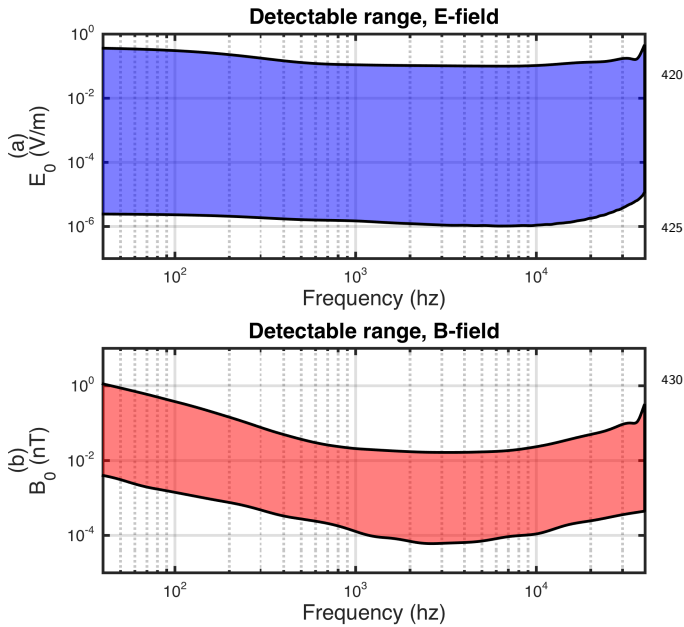 Detectable range, E-field
10^0
10^-2
10^-4
10^-6
(a)
E_0 (V/m)
420
425
10^2
10^3
10^4
Frequency (hz)
Detectable range, B-field
10^0
10^-2
10^-4
(b)
B_0 (nT)
430
10^2
10^3
10^4
Frequency (hz)